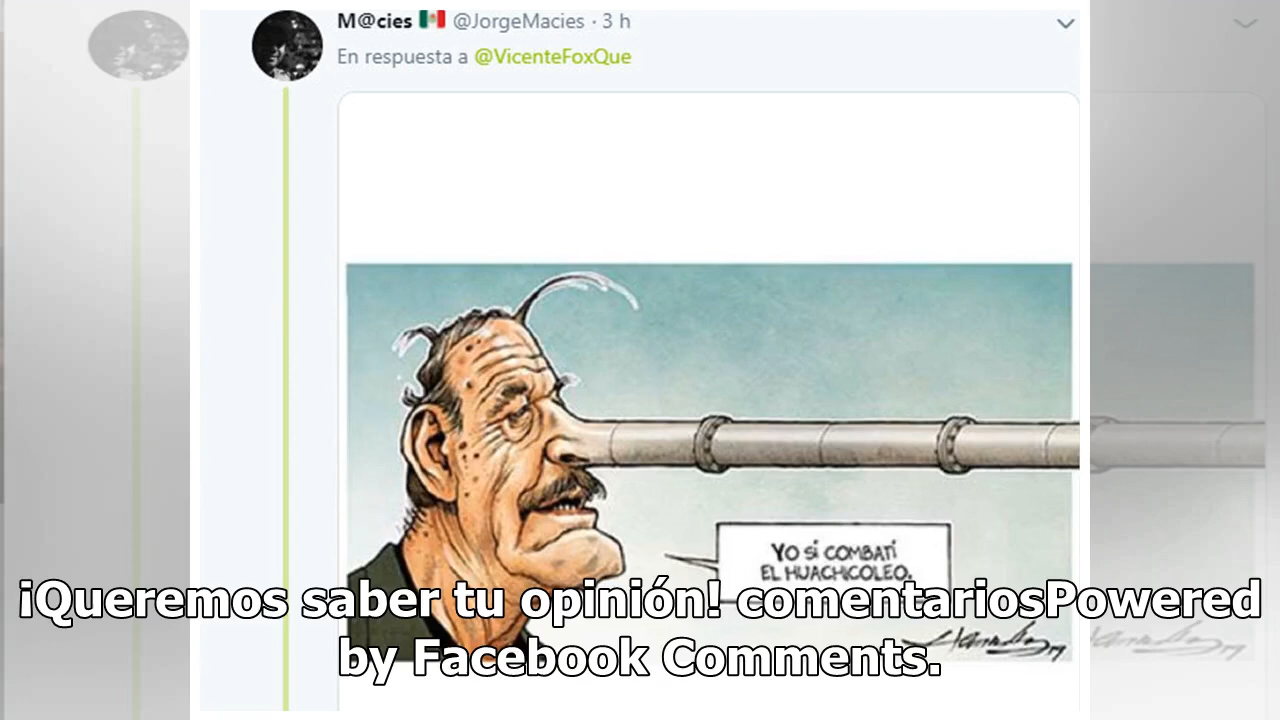 M@cies @JorgeMacies · 3 h
En respuesta a @VicenteFoxQue
YO SÍ COMBATÍ
EL HUACHICOLEO.
¡Queremos saber tu opinión! comentariosPowered
by Facebook Comments.